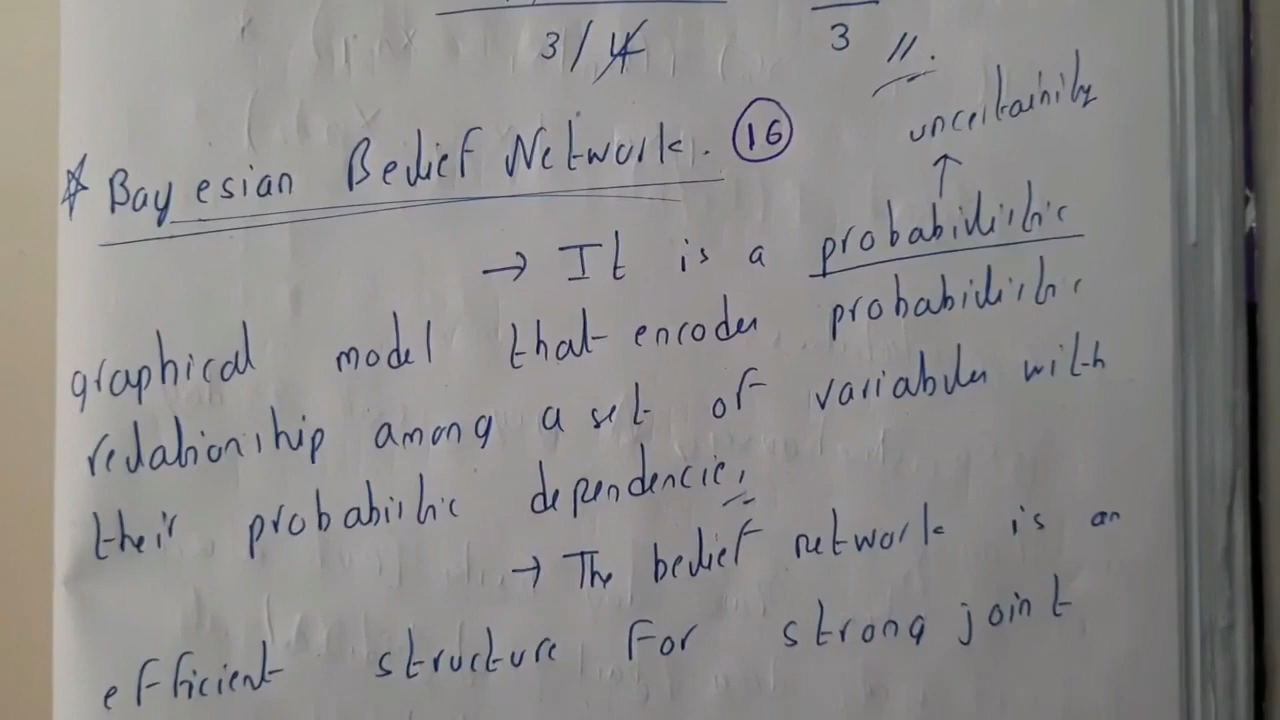 3/4 3 //.
uncertainity
* Bayesian Belief Network. 16
→ It is a probabilistic
graphical model that encodes probabilistic
relationship among a set of variables with
their probabiistic dependencies
→ The belief network is an
efficient structure for strong joint